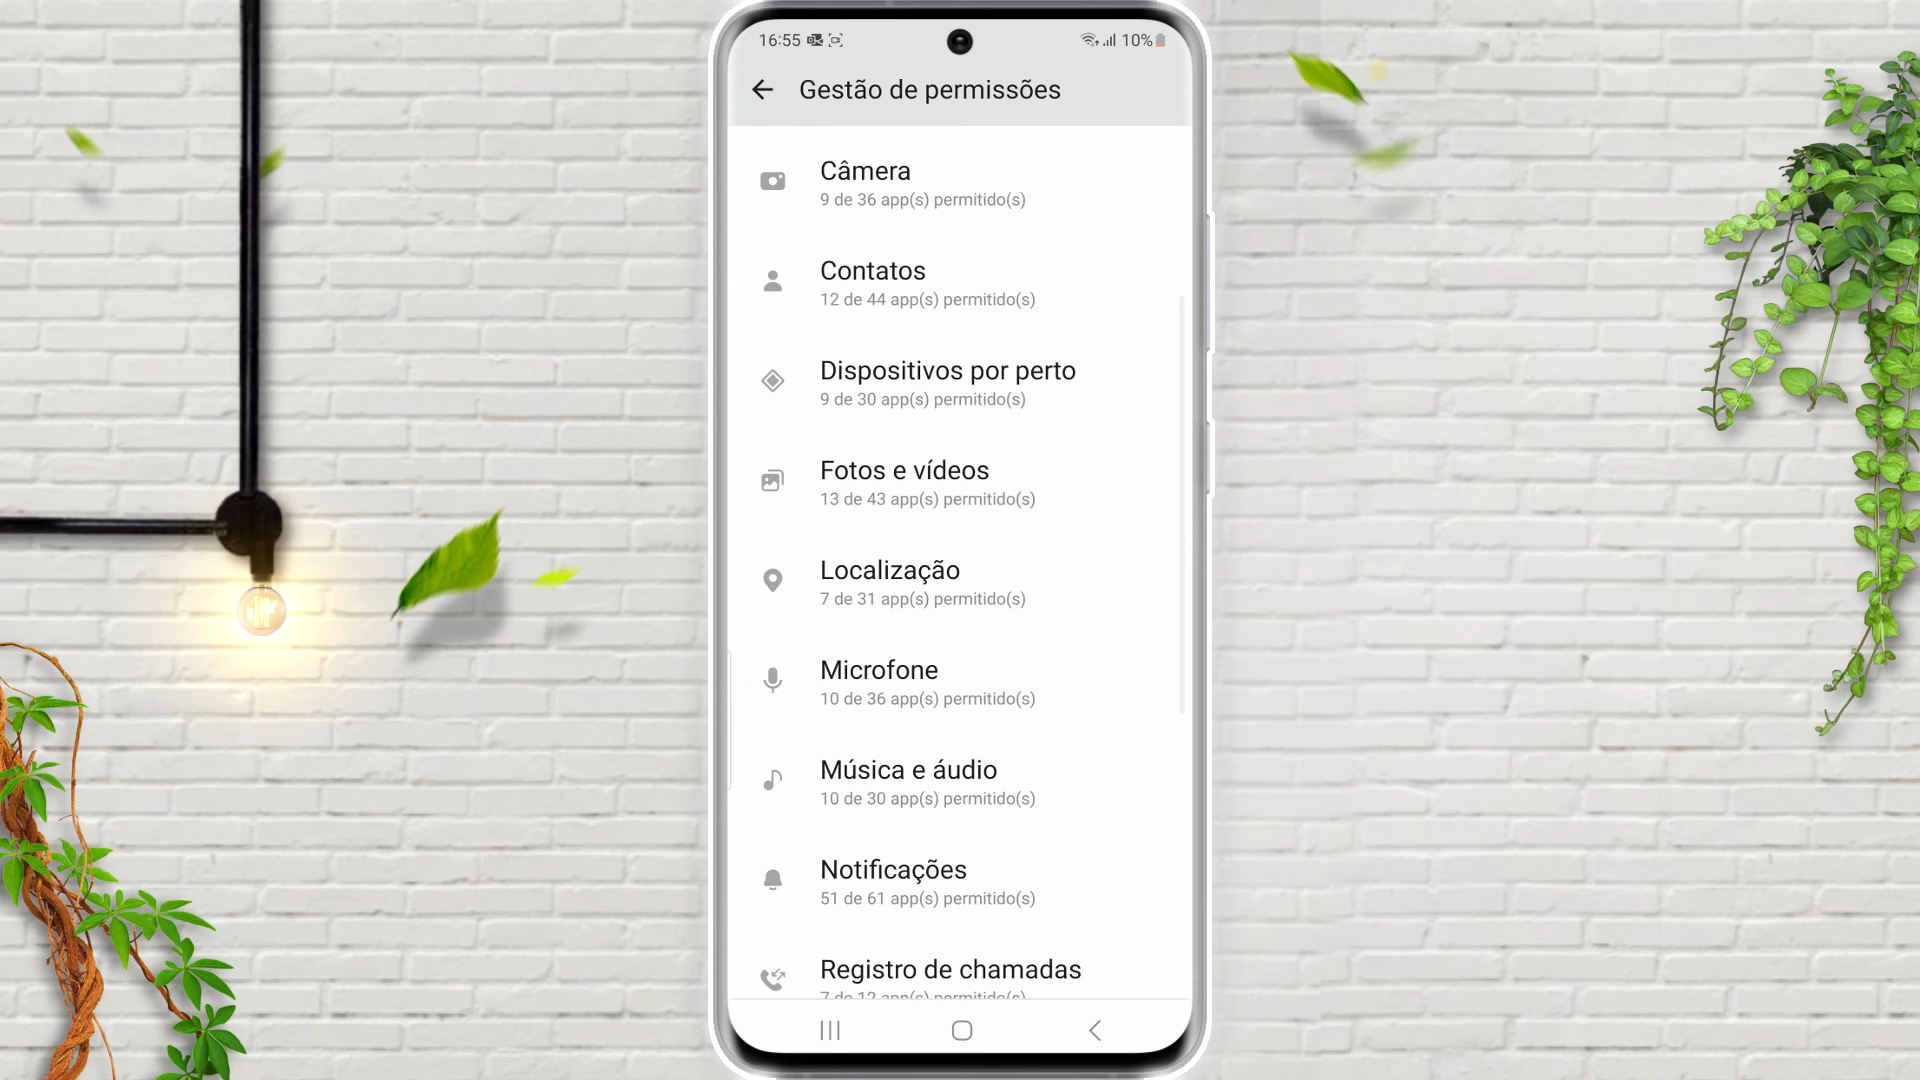 16:55 10%
Gestão de permissões
Câmera
9 de 36 app(s) permitido(s)
Contatos
12 de 44 app(s) permitido(s)
Dispositivos por perto
9 de 30 app(s) permitido(s)
Fotos e vídeos
13 de 43 app(s) permitido(s)
Localização
7 de 31 app(s) permitido(s)
Microfone
10 de 36 app(s) permitido(s)
Música e áudio
10 de 30 app(s) permitido(s)
Notificações
51 de 61 app(s) permitido(s)
Registro de chamadas
7 de 12 app(s) permitido(s)